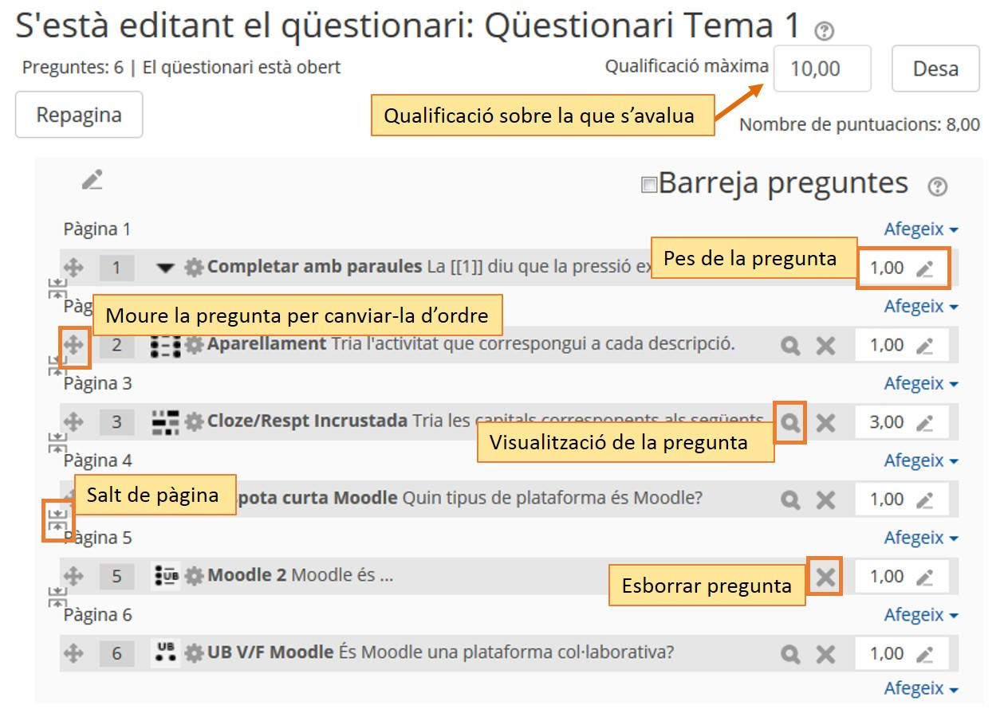 S'està editant el qüestionari: Qüestionari Tema 1 ?
Preguntes: 6 | El qüestionari està obert
Qualificació màxima 10,00 Desa
Repagina
Qualificació sobre la que s’avalua
Nombre de puntuacions: 8,00
Barreja preguntes ?
Pàgina 1 Afegeix
Pes de la pregunta
1 Completar amb paraules La [[1]] diu que la pressió 1,00
Afegeix
Moure la pregunta per canviar-la d’ordre
2 Aparellament Tria l'activitat que correspongui a cada descripció. 1,00
Pàgina 3 Afegeix
3 Cloze/Respt Incrustada Tria les capitals corresponents als següents 3,00
Visualització de la pregunta
Pàgina 4 Afegeix
Salt de pàgina
spota curta Moodle Quin tipus de plataforma és Moodle? 1,00
Pàgina 5 Afegeix
5 UB Moodle 2 Moodle és ... 1,00
Esborrar pregunta
Pàgina 6 Afegeix
6 UB UB V/F Moodle És Moodle una plataforma col·laborativa? 1,00
Afegeix